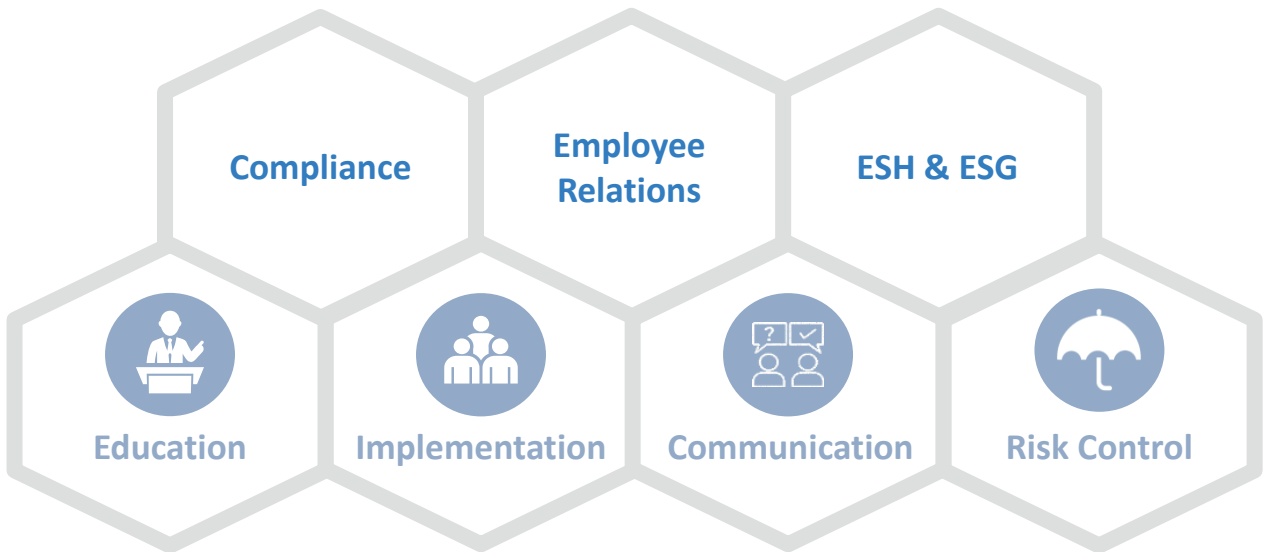 Compliance
Employee
Relations
ESH & ESG
?
Education
Implementation
Communication
Risk Control